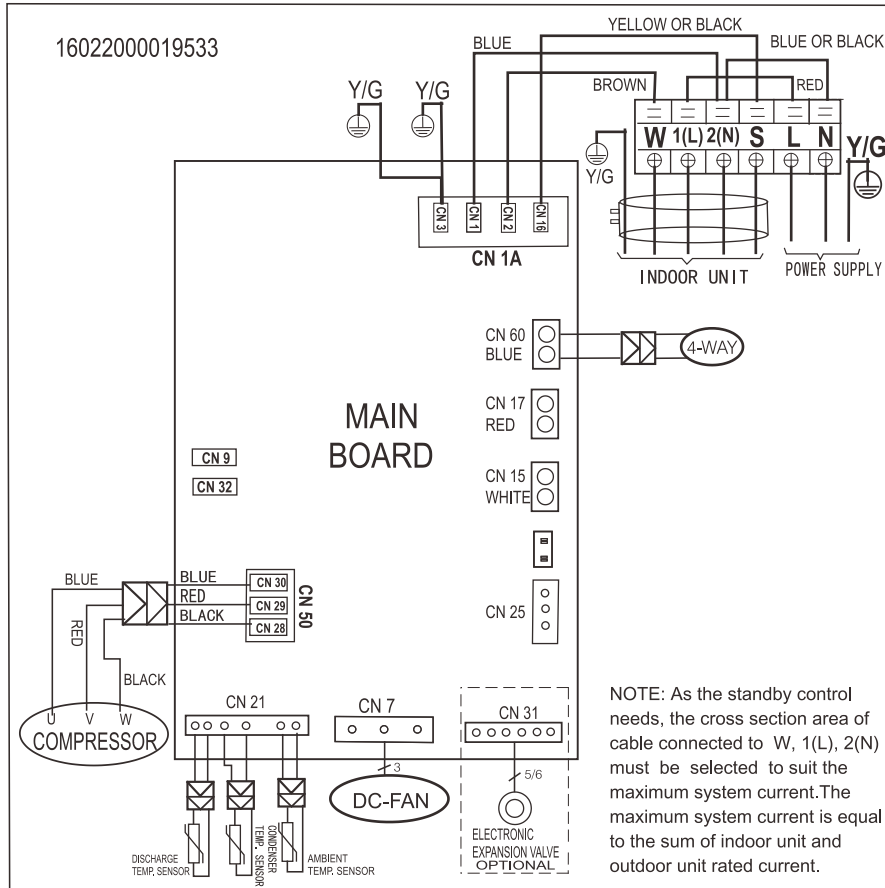 16022000019533
YELLOW OR BLACK
BLUE
BLUE OR BLACK
BROWN
RED
Y/G
Y/G
W 1(L) 2(N) S L N
Y/G
Y/G
CN 3
CN 1
CN 2
CN 16
CN 1A
INDOOR UNIT
POWER SUPPLY
CN 60
BLUE
4-WAY
CN 17
RED
MAIN
BOARD
CN 9
CN 32
CN 15
WHITE
BLUE
BLUE
RED
BLACK
CN 30
CN 29
CN 28
CN 50
CN 25
RED
BLACK
U V W
COMPRESSOR
CN 21
CN 7
CN 31
3
5/6
DC-FAN
DISCHARGE
TEMP, SENSOR
CONDENSER
TEMP. SENSOR
AMBIENT
TEMP. SENSOR
ELECTRONIC
EXPANSION VALVE
OPTIONAL
NOTE: As the standby control
needs, the cross section area of
cable connected to W, 1(L), 2(N)
must be selected to suit the
maximum system current.The
maximum system current is equal
to the sum of indoor unit and
outdoor unit rated current.